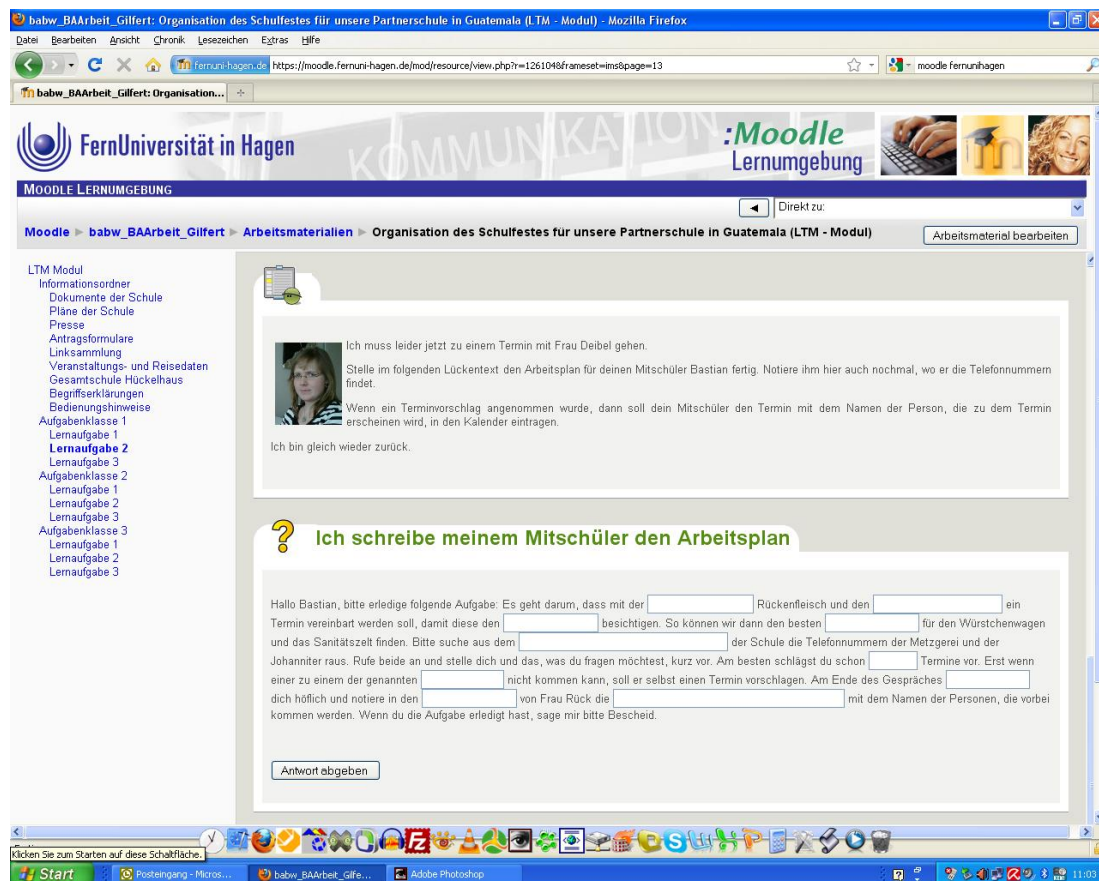 babw_BAArbeit_Gilfert: Organisation des Schulfestes für unsere Partnerschule in Guatemala (LTM - Modul) - Mozilla Firefox
Datei Bearbeiten Ansicht Chronik Lesezeichen Extras Hilfe
fernuni-hagen.de https://moodle.fernuni-hagen.de/mod/resource/view.php?r=126104&frameset=ims&page=13
moodle fernunihagen
babw_BAArbeit_Gilfert: Organisation...
KOMMUNIKATION
FernUniversität in Hagen
:Moodle
Lernumgebung
MOODLE LERNUMGEBUNG
Direkt zu:
Moodle ► babw_BAArbeit_Gilfert ► Arbeitsmaterialien ► Organisation des Schulfestes für unsere Partnerschule in Guatemala (LTM - Modul)
Arbeitsmaterial bearbeiten
LTM Modul
Informationsordner
Dokumente der Schule
Pläne der Schule
Presse
Antragsformulare
Linksammlung
Veranstaltungs- und Reisedaten
Gesamtschule Hückelhaus
Begriffserklärungen
Bedienungshinweise
Aufgabenklasse 1
Lernaufgabe 1
Lernaufgabe 2
Lernaufgabe 3
Aufgabenklasse 2
Lernaufgabe 1
Lernaufgabe 2
Lernaufgabe 3
Aufgabenklasse 3
Lernaufgabe 1
Lernaufgabe 2
Lernaufgabe 3
Ich muss leider jetzt zu einem Termin mit Frau Deibel gehen.
Stelle im folgenden Lückentext den Arbeitsplan für deinen Mitschüler Bastian fertig. Notiere ihm hier auch nochmal, wo er die Telefonnummern
findet.
Wenn ein Terminvorschlag angenommen wurde, dann soll dein Mitschüler den Termin mit dem Namen der Person, die zu dem Termin
erscheinen wird, in den Kalender eintragen.
Ich bin gleich wieder zurück.
Ich schreibe meinem Mitschüler den Arbeitsplan
Hallo Bastian, bitte erledige folgende Aufgabe: Es geht darum, dass mit der Rückenfleisch und den ein
Termin vereinbart werden soll, damit diese den besichtigen. So können wir dann den besten für den Würstchenwagen
und das Sanitätszelt finden. Bitte suche aus dem der Schule die Telefonnummern der Metzgerei und der
Johanniter raus. Rufe beide an und stelle dich und das, was du fragen möchtest, kurz vor. Am besten schlägst du schon Termine vor. Erst wenn
einer zu einem der genannten nicht kommen kann, soll er selbst einen Termin vorschlagen. Am Ende des Gespräches
dich höflich und notiere in den von Frau Rück die mit dem Namen der Personen, die vorbei
kommen werden. Wenn du die Aufgabe erledigt hast, sage mir bitte Bescheid.
Antwort abgeben
Klicken Sie zum Starten auf diese Schaltfläche.
Start
Posteingang - Micros...
babw_BAArbeit_Gilfe...
Adobe Photoshop
11:03